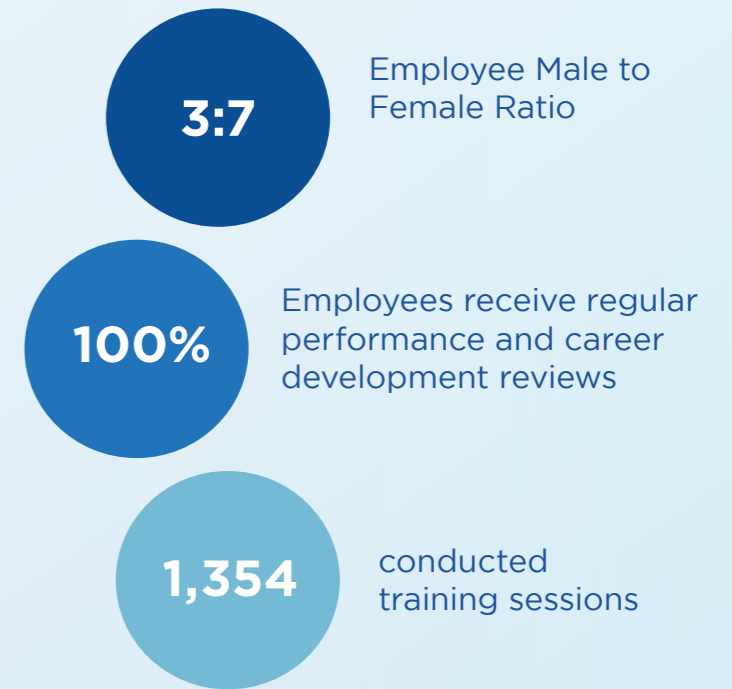 3:7
Employee Male to
Female Ratio
100%
Employees receive regular
performance and career
development reviews
1,354
conducted
training sessions